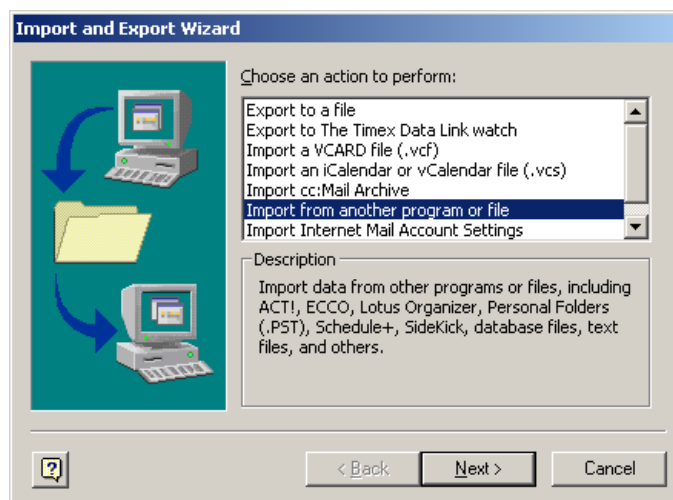 Import and Export Wizard
Choose an action to perform:
Export to a file
Export to The Timex Data Link watch
Import a VCARD file (.vcf)
Import an iCalendar or vCalendar file (.vcs)
Import cc:Mail Archive
Import from another program or file
Import Internet Mail Account Settings
Description
Import data from other programs or files, including
ACT!, ECCO, Lotus Organizer, Personal Folders
(.PST), Schedule+, SideKick, database files, text
files, and others.
?
< Back
Next >
Cancel